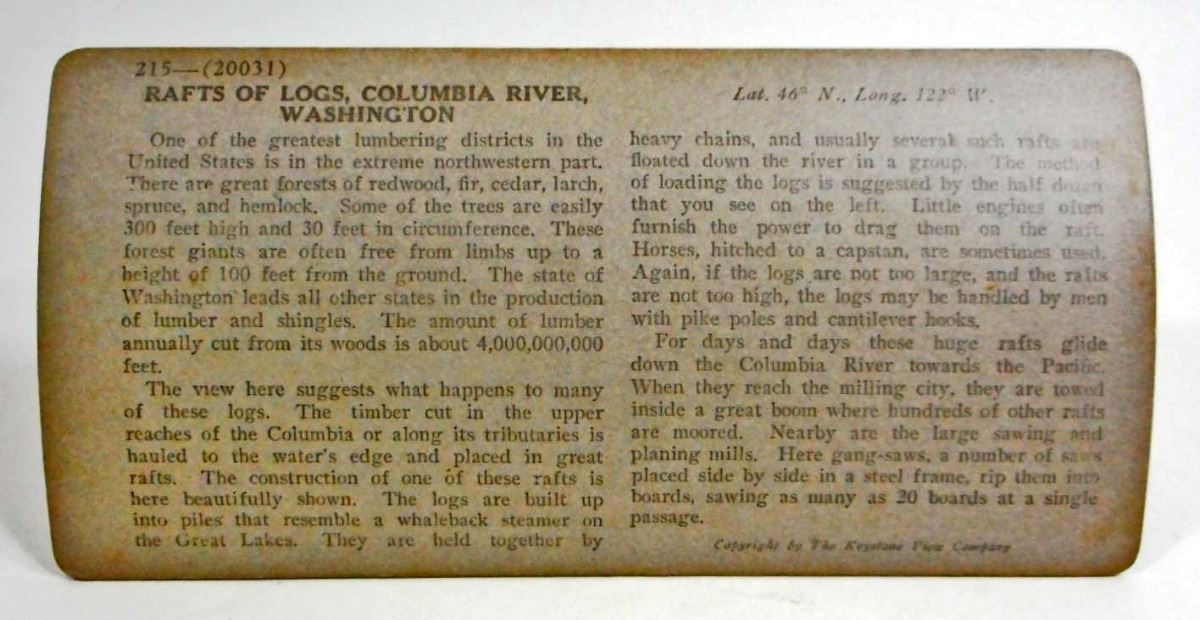 215—(20031)
RAFTS OF LOGS, COLUMBIA RIVER,
WASHINGTON
One of the greatest lumbering districts in the
United States is in the extreme northwestern part.
There are great forests of redwood, fir, cedar, larch,
spruce, and hemlock. Some of the trees are easily
300 feet high and 30 feet in circumference. These
forest giants are often free from limbs up to a
height of 100 feet from the ground. The state of
Washington leads all other states in the production
of lumber and shingles. The amount of lumber
annually cut from its woods is about 4,000,000,000
feet.
The view here suggests what happens to many
of these logs. The timber cut in the upper
reaches of the Columbia or along its tributaries is
hauled to the water's edge and placed in great
rafts. The construction of one of these rafts is
here beautifully shown. The logs are built up
into piles that resemble a whaleback steamer on
the Great Lakes. They are held together by
Lat. 46° N., Long. 122° W.
heavy chains, and usually several such rafts are
floated down the river in a group. The method
of loading the logs is suggested by the half dozen
that you see on the left. Little engines often
furnish the power to drag them on the raft.
Horses, hitched to a capstan, are sometimes used.
Again, if the logs are not too large, and the rafts
are not too high, the logs may be handled by men
with pike poles and cantilever hooks.
For days and days these huge rafts glide
down the Columbia River towards the Pacific.
When they reach the milling city, they are towed
inside a great boom where hundreds of other rafts
are moored. Nearby are the large sawing and
planing mills. Here gang-saws, a number of saws
placed side by side in a steel frame, rip them into
boards, sawing as many as 20 boards at a single
passage.
Copyright by The Keystone View Company